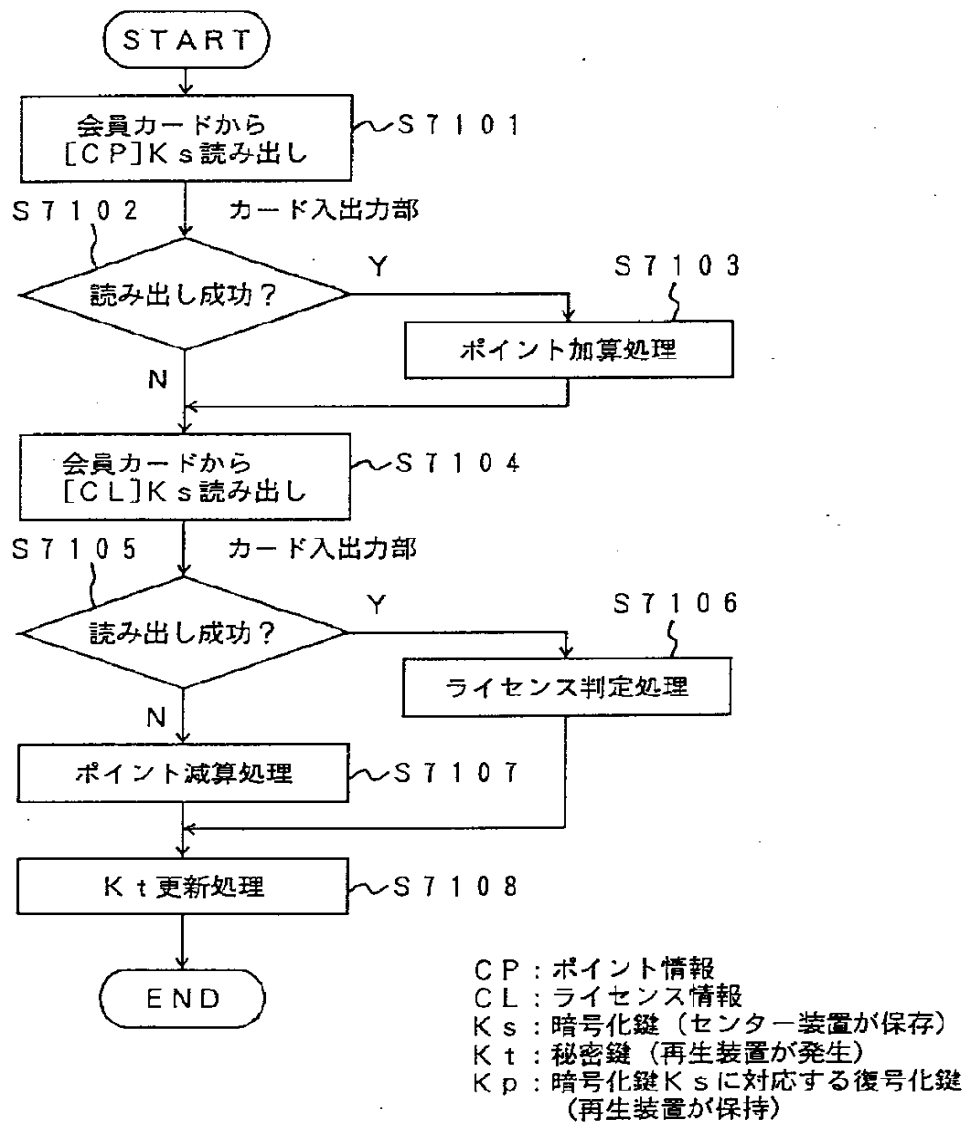 START
会員カードから
[CP]Ks読み出し
S7101
S7102
カード入出力部
読み出し成功？
Y
S7103
ポイント加算処理
N
会員カードから
[CL]Ks読み出し
S7104
S7105
カード入出力部
読み出し成功？
Y
S7106
ライセンス判定処理
N
ポイント減算処理
S7107
Kt更新処理
S7108
END
CP：ポイント情報
CL：ライセンス情報
Ks：暗号化鍵（センター装置が保存）
Kt：秘密鍵（再生装置が発生）
Kp：暗号化鍵Ksに対応する復号化鍵
（再生装置が保持）